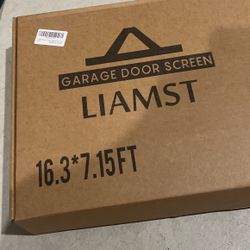 GARAGE DOOR SCREEN
LIAMST
16.3*7.15FT